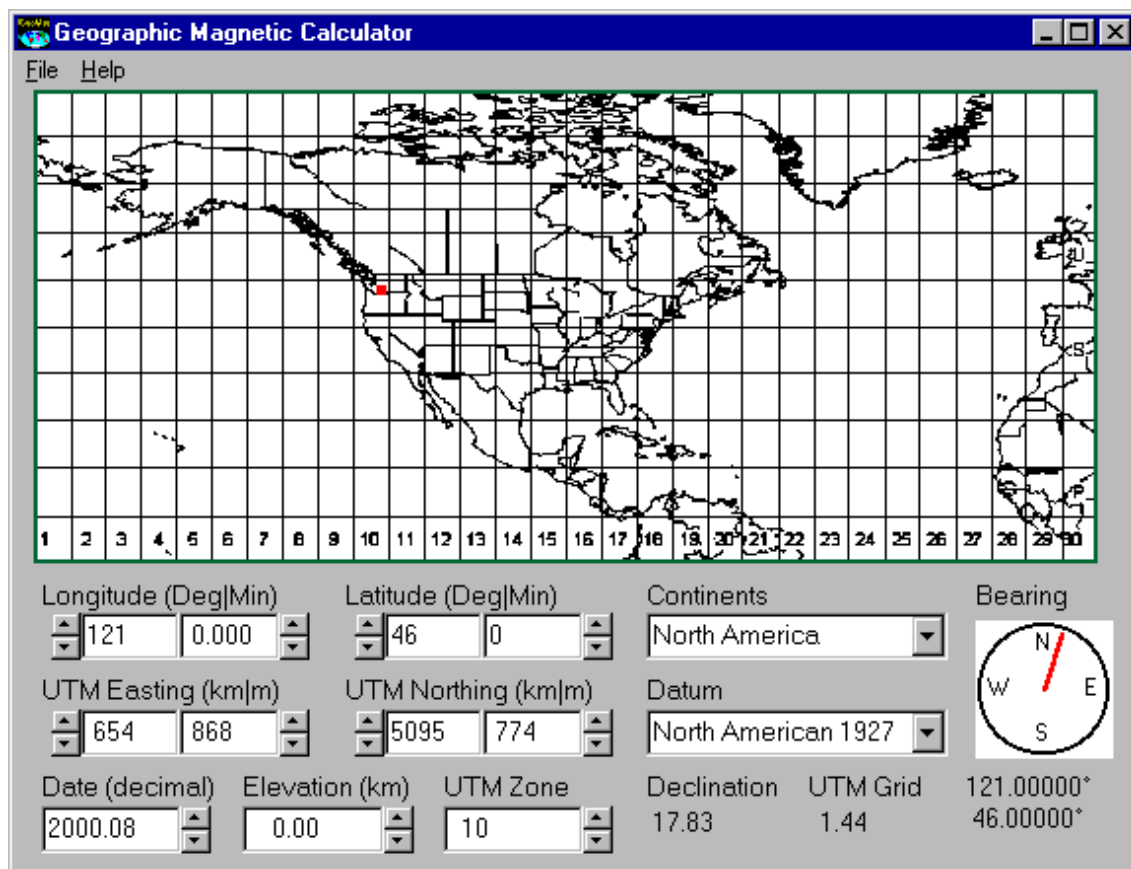 Geographic Magnetic Calculator
File Help
1 2 3 4 5 6 7 8 9 10 11 12 13 14 15 16 17 18 19 20 21 22 23 24 25 26 27 28 29 30
Longitude (Deg|Min) Latitude (Deg|Min) Continents Bearing
121 0.000 46 0 North America
N
W E
S
UTM Easting (km|m) UTM Northing (km|m) Datum
654 868 5095 774 North American 1927
Date (decimal) Elevation (km) UTM Zone Declination UTM Grid 121.00000°
2000.08 0.00 10 17.83 1.44 46.00000°